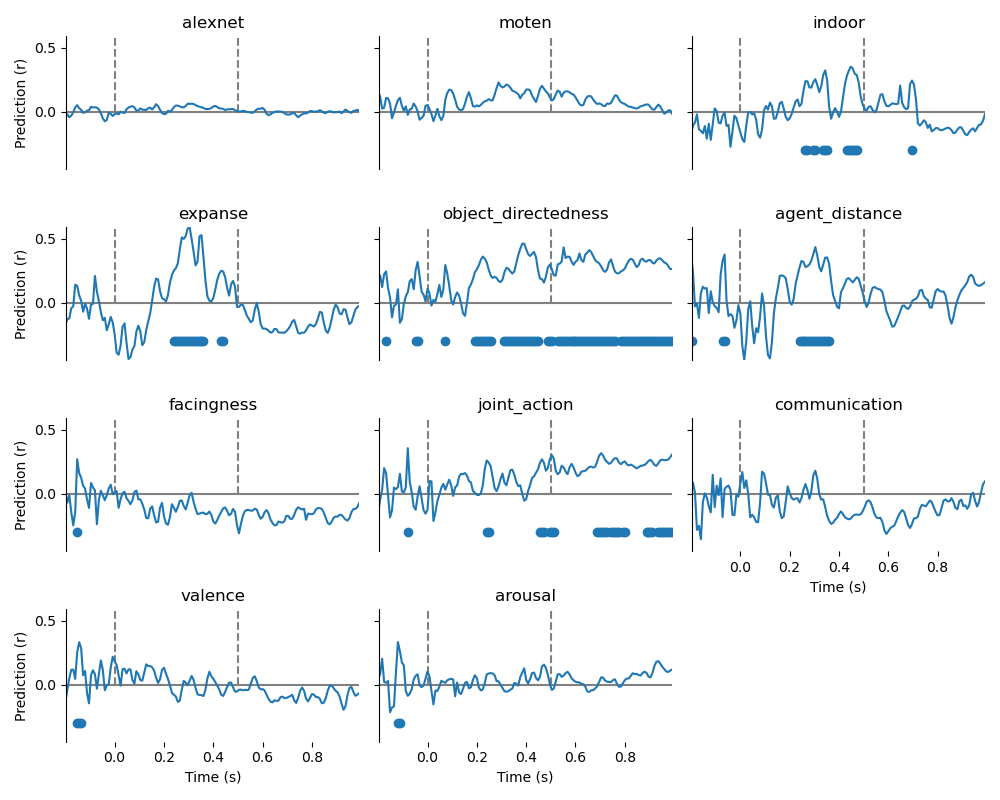 alexnet moten indoor
Prediction (r) 0.5
0.0
expanse object_directedness agent_distance
Prediction (r) 0.5
0.0
facingness joint_action communication
Prediction (r) 0.5
0.0
0.0 0.2 0.4 0.6 0.8
Time (s)
valence arousal
Prediction (r) 0.5
0.0
0.0 0.2 0.4 0.6 0.8 0.0 0.2 0.4 0.6 0.8
Time (s) Time (s)